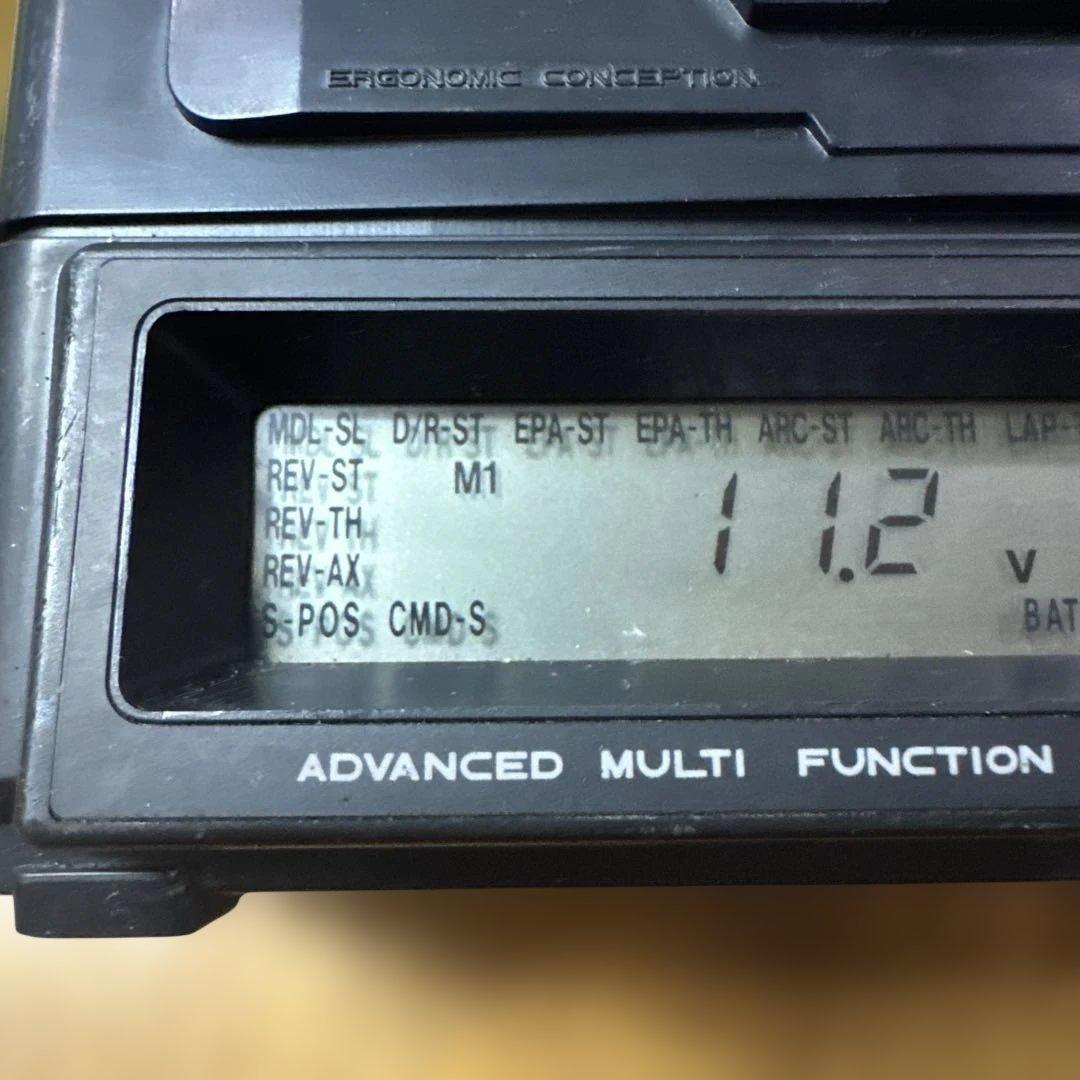 ERGONOMIC CONCEPTION
MDL-SL D/R-ST EPA-ST EPA-TH ARC-ST ARC-TH
REV-ST M1 11.2 V
REV-TH
REV-AX
S-POS CMD-S BAT
ADVANCED MULTI FUNCTION